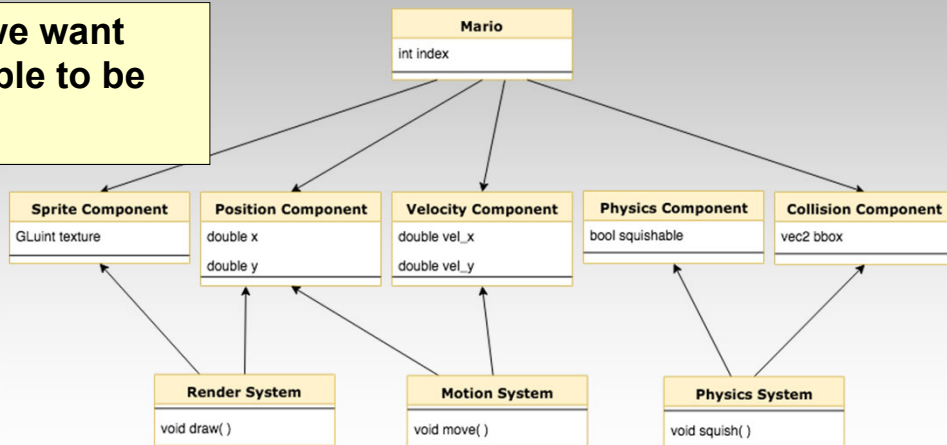 we want
ble to be
Mario
int index
Sprite Component
GLuint texture
Position Component
double x
double y
Velocity Component
double vel_x
double vel_y
Physics Component
bool squishable
Collision Component
vec2 bbox
Render System
void draw( )
Motion System
void move( )
Physics System
void squish( )